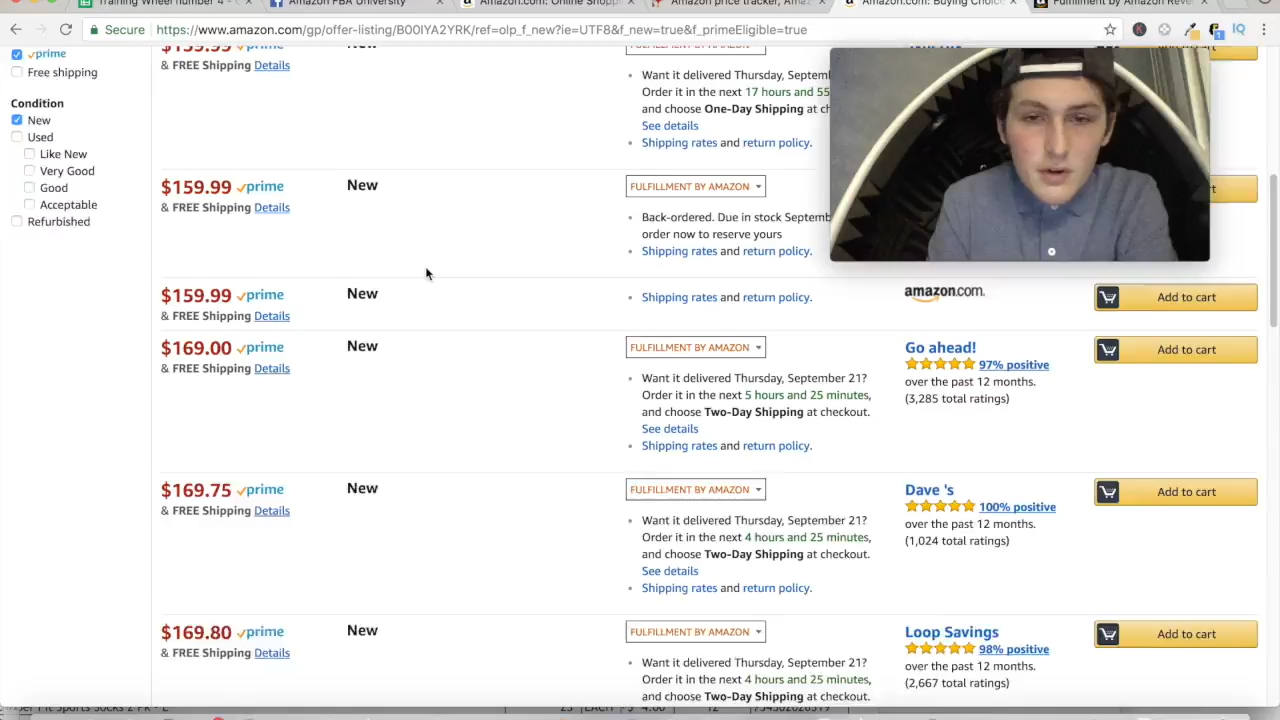 Training Wheel number 4 -
Amazon FBA University
Amazon.com: Online Shopp
Amazon price tracker, Amaz
Amazon.com: Buying Choic
Fulfillment by Amazon Reve
Secure https://www.amazon.com/gp/offer-listing/B00IYA2YRK/ref=olp_f_new?ie=UTF8&f_new=true&f_primeEligible=true
prime
Free shipping
Condition
New
Used
Like New
Very Good
Good
Acceptable
Refurbished
$159.99 prime
& FREE Shipping Details
FULFILLMENT BY AMAZON
Want it delivered Thursday, Septemb
Order it in the next 17 hours and 55
and choose One-Day Shipping at ch
See details
Shipping rates and return policy.
$159.99 prime
& FREE Shipping Details
New
FULFILLMENT BY AMAZON
Back-ordered. Due in stock Septemb
order now to reserve yours
Shipping rates and return policy.
$159.99 prime
& FREE Shipping Details
New
Shipping rates and return policy.
amazon.com.
Add to cart
$169.00 prime
& FREE Shipping Details
New
FULFILLMENT BY AMAZON
Want it delivered Thursday, September 21?
Order it in the next 5 hours and 25 minutes,
and choose Two-Day Shipping at checkout.
See details
Shipping rates and return policy.
Go ahead!
97% positive
over the past 12 months.
(3,285 total ratings)
Add to cart
$169.75 prime
& FREE Shipping Details
New
FULFILLMENT BY AMAZON
Want it delivered Thursday, September 21?
Order it in the next 4 hours and 25 minutes,
and choose Two-Day Shipping at checkout.
See details
Shipping rates and return policy.
Dave 's
100% positive
over the past 12 months.
(1,024 total ratings)
Add to cart
$169.80 prime
& FREE Shipping Details
New
FULFILLMENT BY AMAZON
Want it delivered Thursday, September 21?
Order it in the next 4 hours and 25 minutes,
and choose Two-Day Shipping at checkout.
Loop Savings
98% positive
over the past 12 months.
(2,667 total ratings)
Add to cart